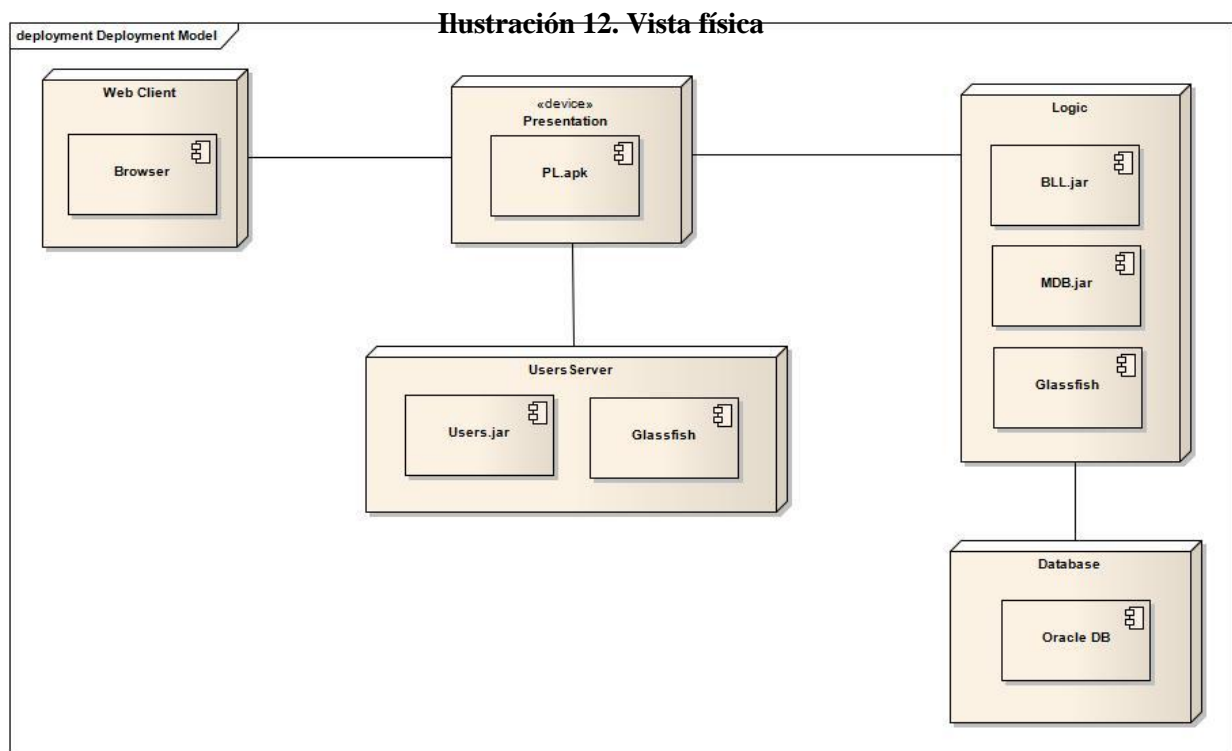 Ilustración 12. Vista física
deployment Deployment Model
Web Client
Browser
«device»
Presentation
PL.apk
Logic
BLL.jar
MDB.jar
Glassfish
Users Server
Users.jar
Glassfish
Database
Oracle DB